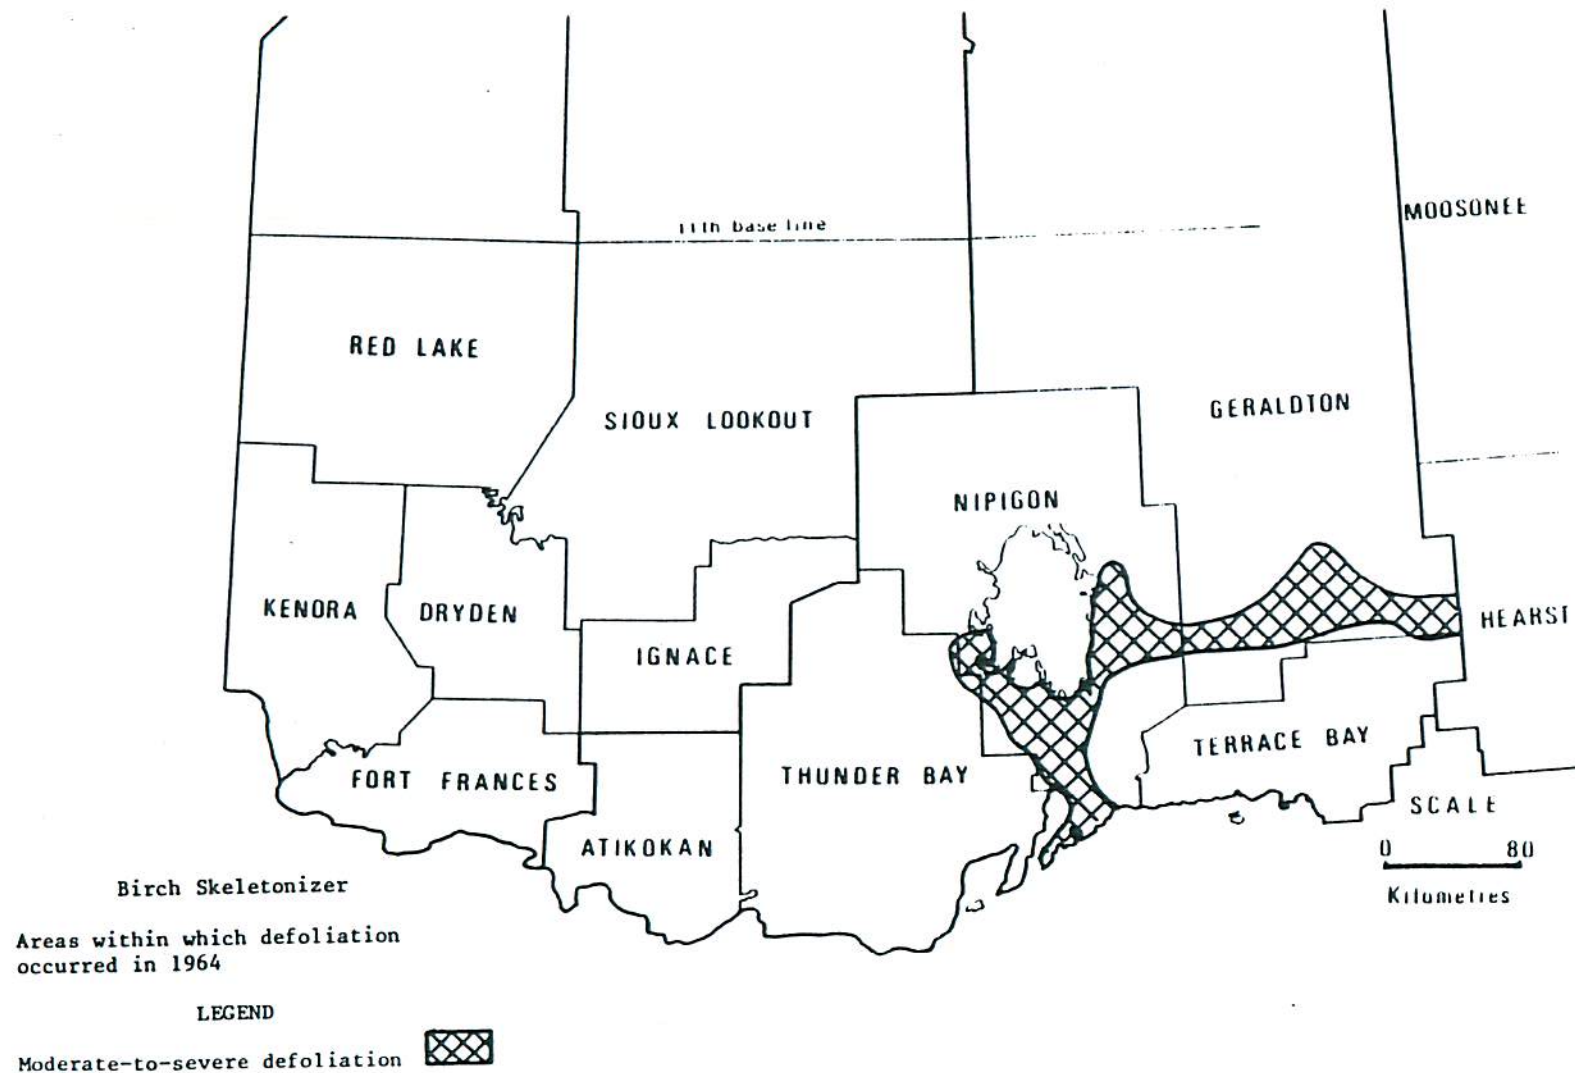 11th base line
MOOSONEE
RED LAKE
SIOUX LOOKOUT
GERALDTON
NIPIGON
KENORA
DRYDEN
IGNACE
HEARST
FORT FRANCES
THUNDER BAY
TERRACE BAY
ATIKOKAN
SCALE
0 80
Kilometres
Birch Skeletonizer
Areas within which defoliation
occurred in 1964
LEGEND
Moderate-to-severe defoliation